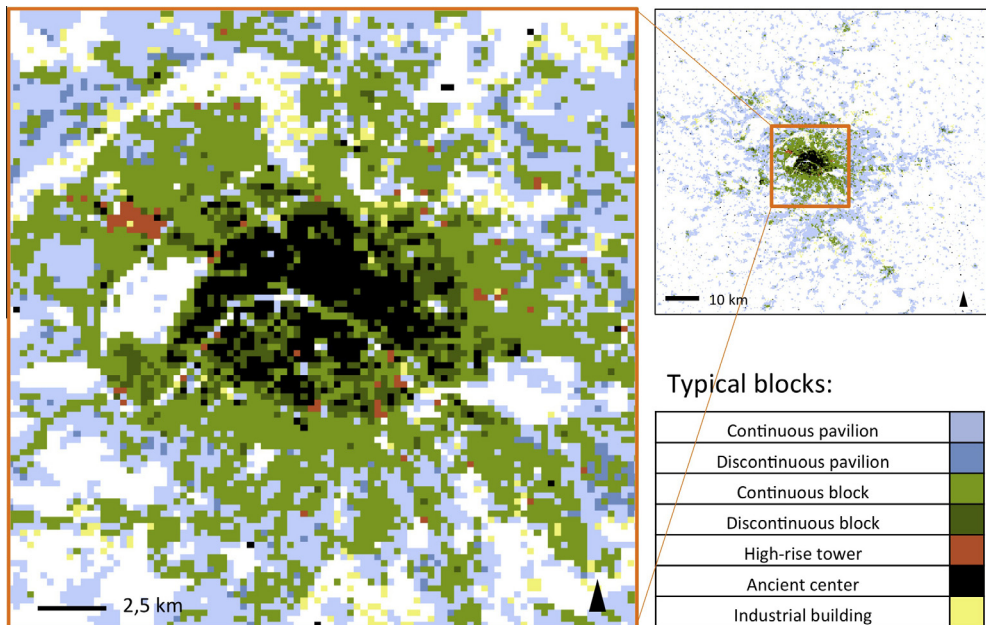 10 km
2,5 km
Typical blocks:
Continuous pavilion
Discontinuous pavilion
Continuous block
Discontinuous block
High-rise tower
Ancient center
Industrial building